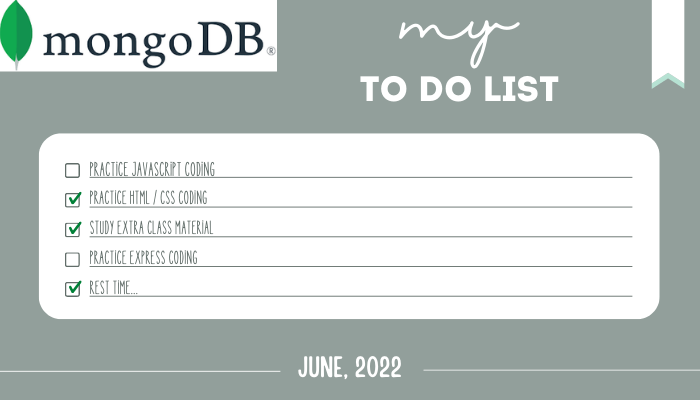 mongoDB®
my
TO DO LIST
PRACTICE JAVASCRIPT CODING
PRACTICE HTML / CSS CODING
STUDY EXTRA CLASS MATERIAL
PRACTICE EXPRESS CODING
REST TIME...
JUNE, 2022